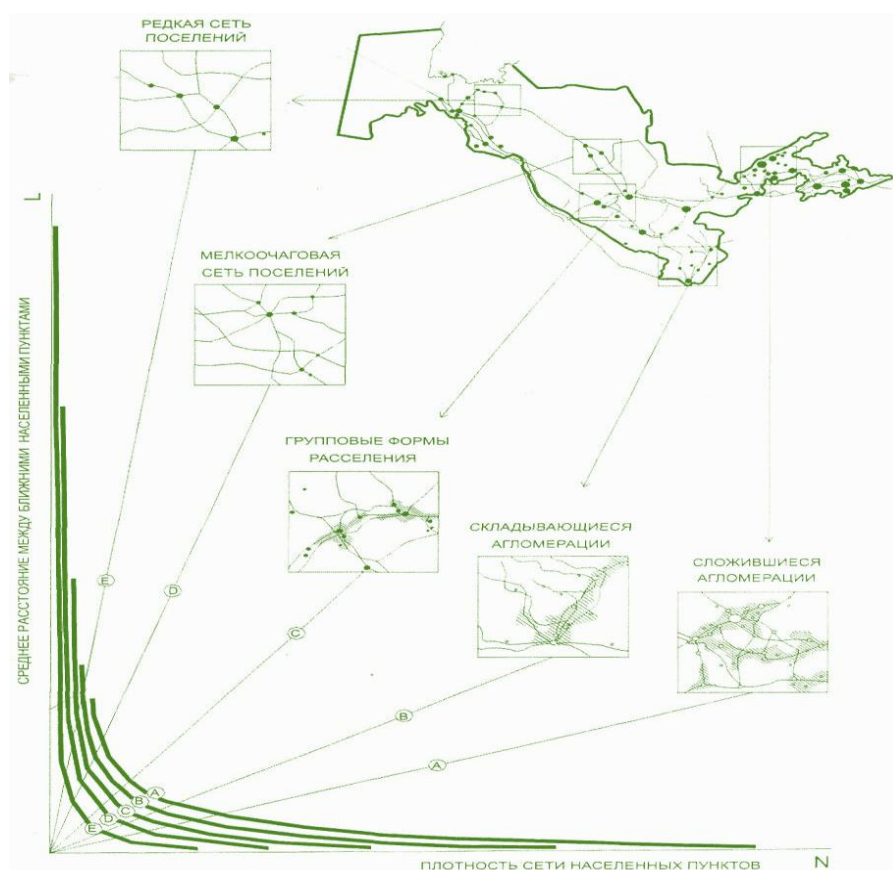 РЕДКАЯ СЕТЬ
ПОСЕЛЕНИЙ
L
МЕЛКООЧАГОВАЯ
СЕТЬ ПОСЕЛЕНИЙ
СРЕДНЕЕ РАССТОЯНИЕ МЕЖДУ БЛИЖНИМИ НАСЕЛЕННЫМИ ПУНКТАМИ
ГРУППОВЫЕ ФОРМЫ
РАССЕЛЕНИЯ
СКЛАДЫВАЮЩИЕСЯ
АГЛОМЕРАЦИИ
СЛОЖИВШИЕСЯ
АГЛОМЕРАЦИИ
E
D
C
B
A
A
B
C
D
E
ПЛОТНОСТЬ СЕТИ НАСЕЛЕННЫХ ПУНКТОВ
N